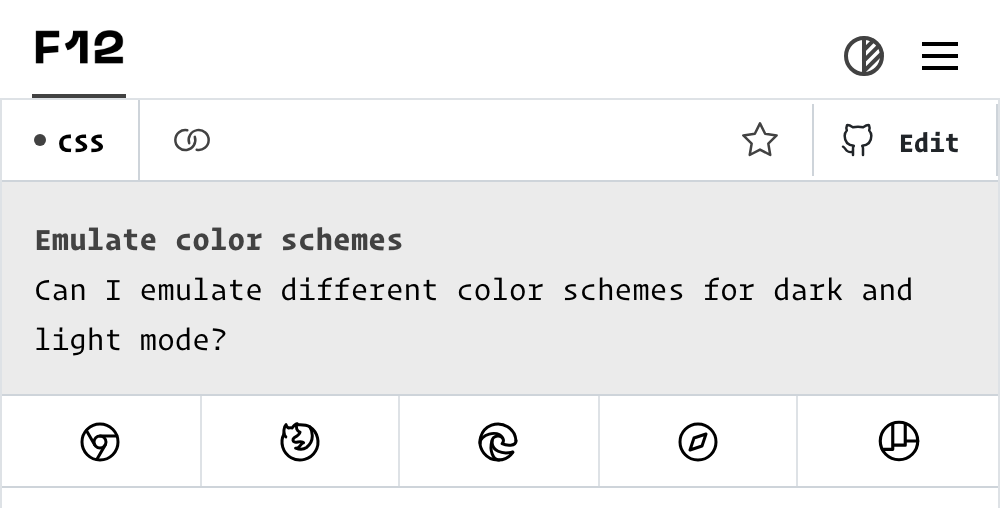 F12
css
Edit
Emulate color schemes
Can I emulate different color schemes for dark and
light mode?